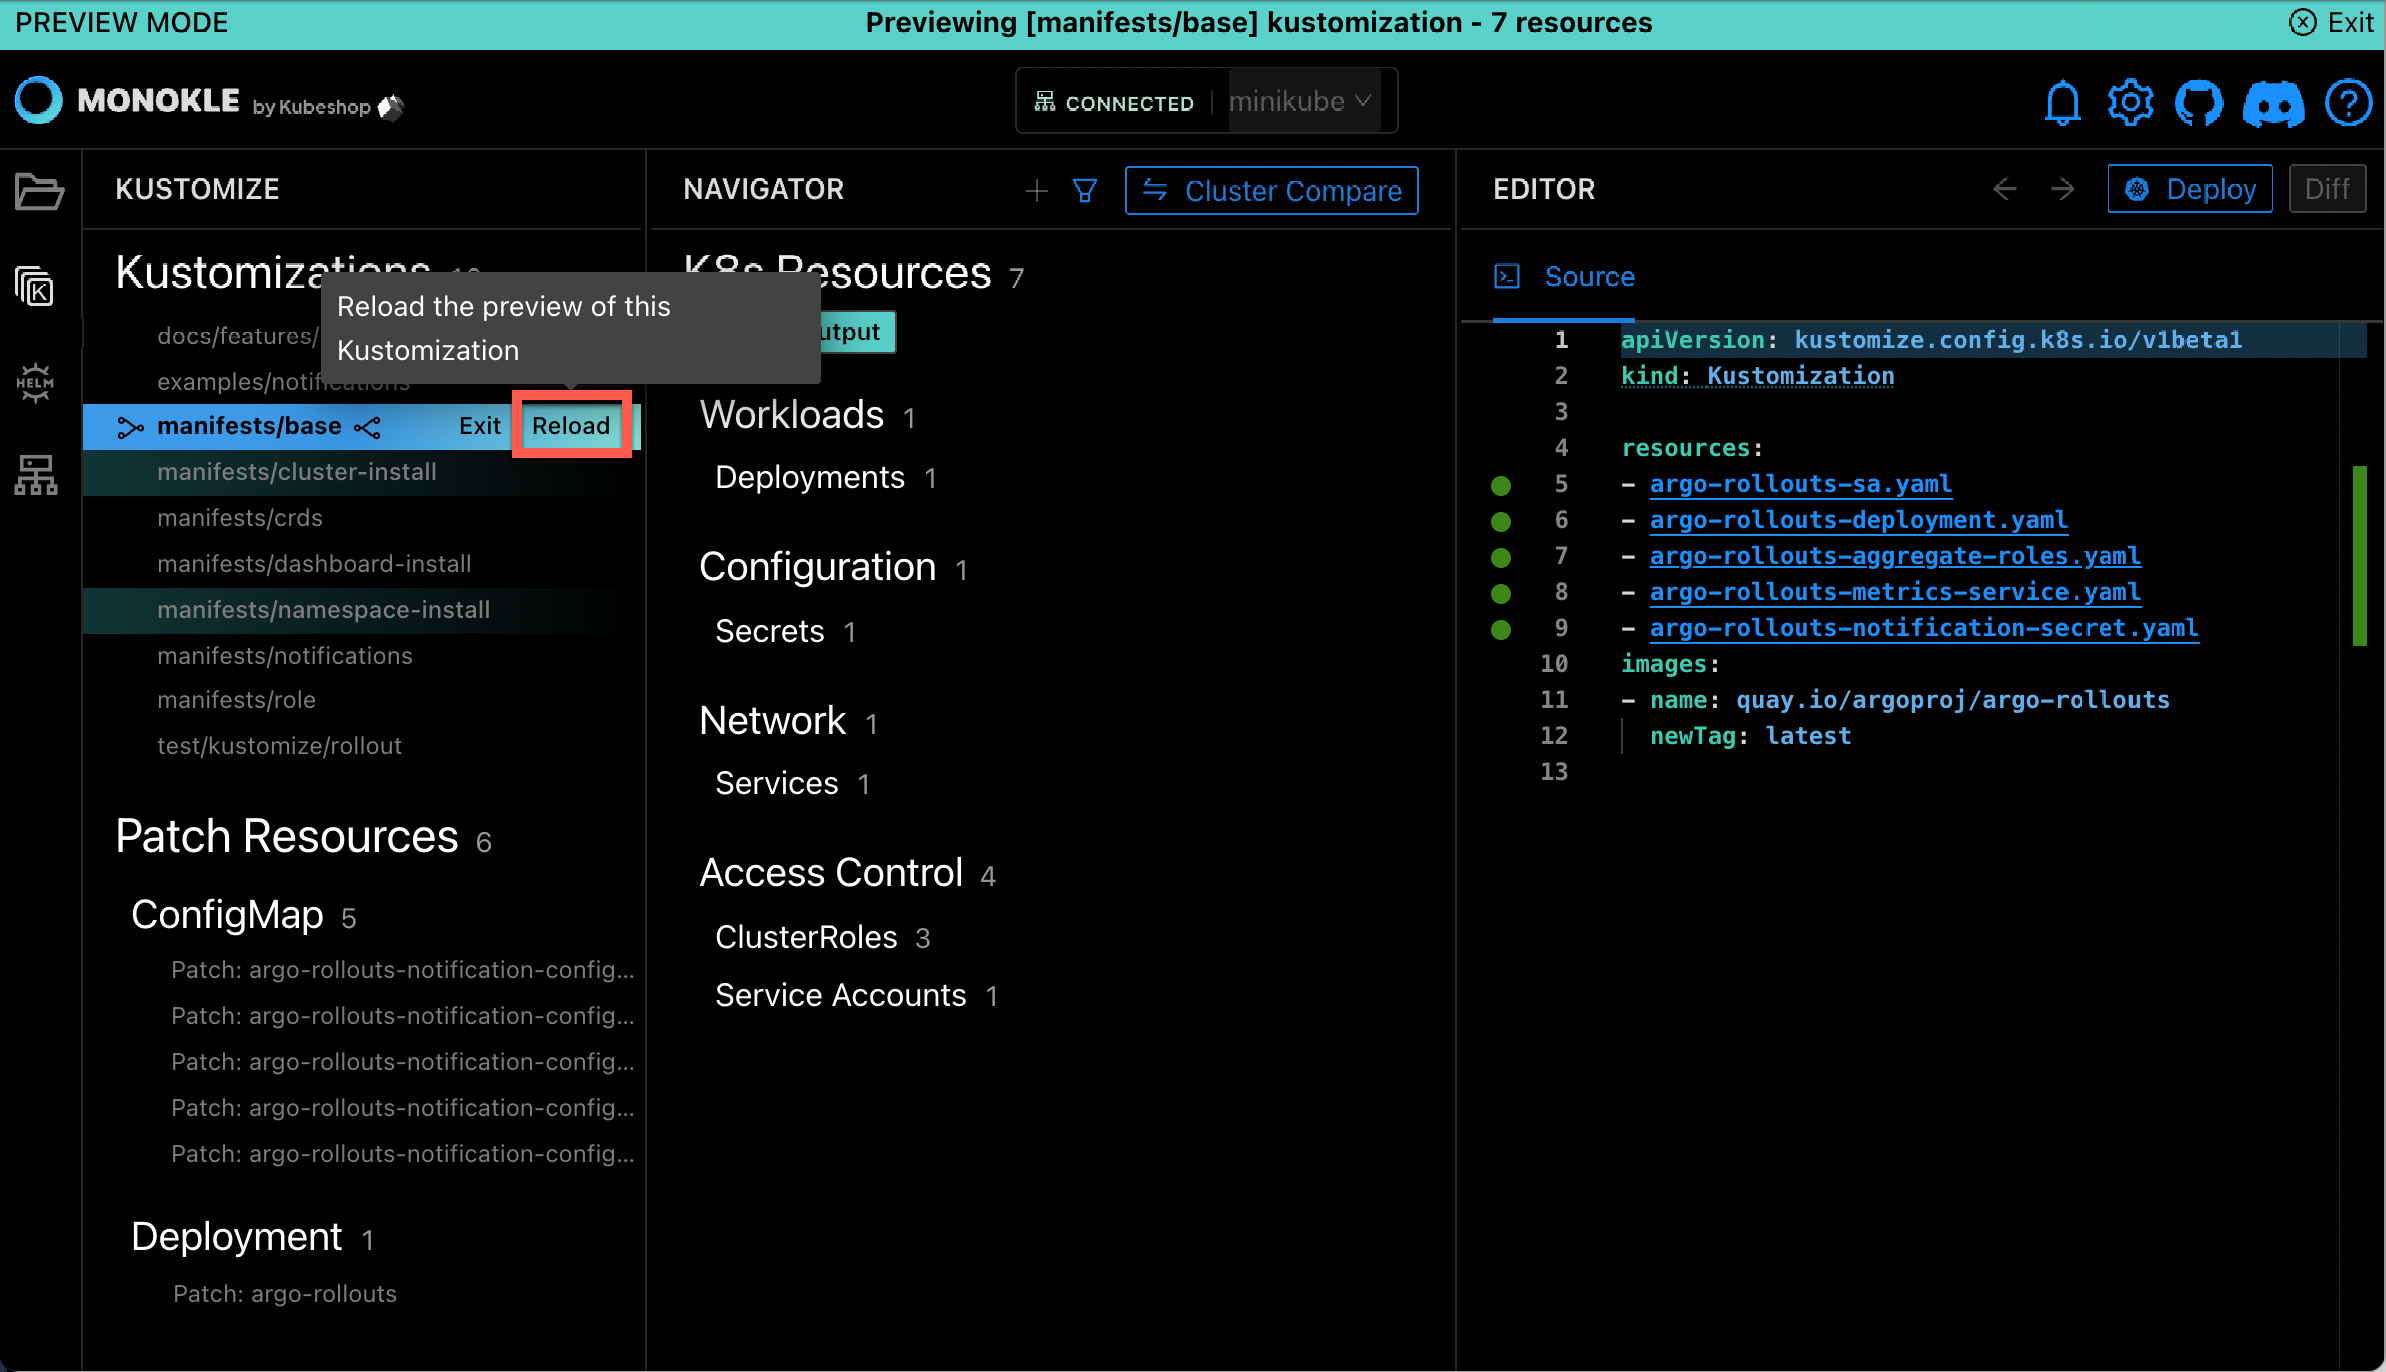 PREVIEW MODE
Previewing [manifests/base] kustomization - 7 resources
Exit
MONOKLE by Kubeshop
CONNECTED
minikube
KUSTOMIZE
Kustomizations
docs/features/
examples/notifications
manifests/base
Exit
Reload
manifests/cluster-install
manifests/crds
manifests/dashboard-install
manifests/namespace-install
manifests/notifications
manifests/role
test/kustomize/rollout
Patch Resources 6
ConfigMap 5
Patch: argo-rollouts-notification-config...
Patch: argo-rollouts-notification-config...
Patch: argo-rollouts-notification-config...
Patch: argo-rollouts-notification-config...
Patch: argo-rollouts-notification-config...
Deployment 1
Patch: argo-rollouts
Reload the preview of this
Kustomization
HELM
NAVIGATOR
Cluster Compare
K8s Resources 7
utput
Workloads 1
Deployments 1
Configuration 1
Secrets 1
Network 1
Services 1
Access Control 4
ClusterRoles 3
Service Accounts 1
EDITOR
Deploy
Diff
Source
1 apiVersion: kustomize.config.k8s.io/v1beta1
2 kind: Kustomization
3
4 resources:
5 - argo-rollouts-sa.yaml
6 - argo-rollouts-deployment.yaml
7 - argo-rollouts-aggregate-roles.yaml
8 - argo-rollouts-metrics-service.yaml
9 - argo-rollouts-notification-secret.yaml
10 images:
11 - name: quay.io/argoproj/argo-rollouts
12 newTag: latest
13